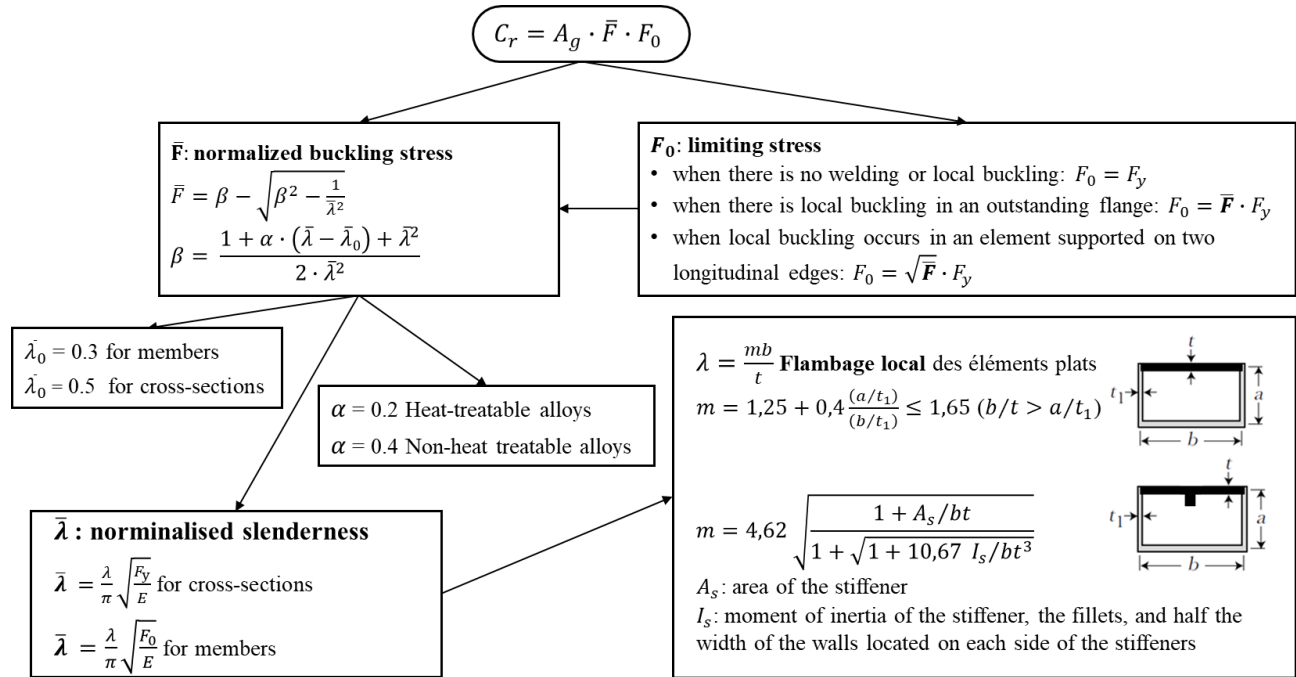 C_r = A_g · F̄ · F_0
F̄: normalized buckling stress
F̄ = β − √(β² − 1/λ̄²)
β = (1 + α · (λ̄ − λ̄_0) + λ̄²) / (2 · λ̄²)
F_0: limiting stress
• when there is no welding or local buckling: F_0 = F_y
• when there is local buckling in an outstanding flange: F_0 = F̄ · F_y
• when local buckling occurs in an element supported on two
longitudinal edges: F_0 = √F̄ · F_y
λ̄_0 = 0.3 for members
λ̄_0 = 0.5 for cross-sections
α = 0.2 Heat-treatable alloys
α = 0.4 Non-heat treatable alloys
λ̄ : norminalised slenderness
λ̄ = λ/π √(F_y/E) for cross-sections
λ̄ = λ/π √(F_0/E) for members
λ = mb/t Flambage local des éléments plats
m = 1,25 + 0,4 (a/t_1)/(b/t_1) ≤ 1,65 (b/t > a/t_1)
t
t_1
a
b
m = 4,62 √((1 + A_s/bt) / (1 + √(1 + 10,67 I_s/bt³)))
t
t_1
a
b
A_s: area of the stiffener
I_s: moment of inertia of the stiffener, the fillets, and half the
width of the walls located on each side of the stiffeners